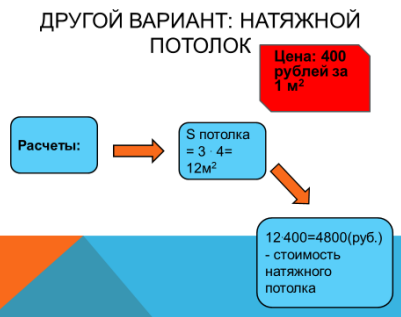 ДРУГОЙ ВАРИАНТ: НАТЯЖНОЙ
ПОТОЛОК
Цена: 400
рублей за
1 м²
Расчеты:
S потолка
= 3 · 4=
12м²
12·400=4800(руб.)
- стоимость
натяжного
потолка